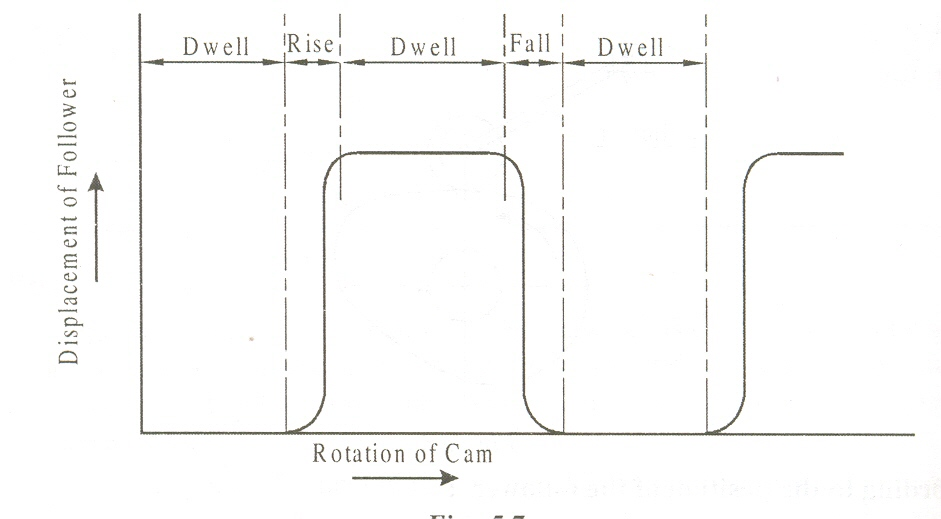 Dwell Rise Dwell Fall Dwell
Displacement of Follower
Rotation of Cam